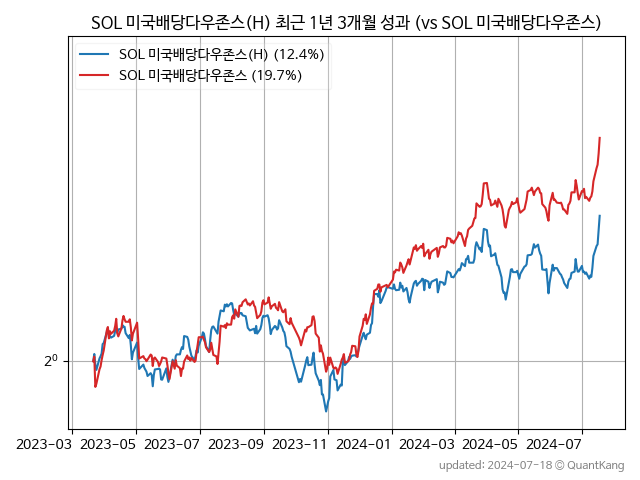 SOL 미국배당다우존스(H) 최근 1년 3개월 성과 (vs SOL 미국배당다우존스)
SOL 미국배당다우존스(H) (12.4%)
SOL 미국배당다우존스 (19.7%)
2⁰
2023-03 2023-05 2023-07 2023-09 2023-11 2024-01 2024-03 2024-05 2024-07
updated: 2024-07-18 © QuantKang